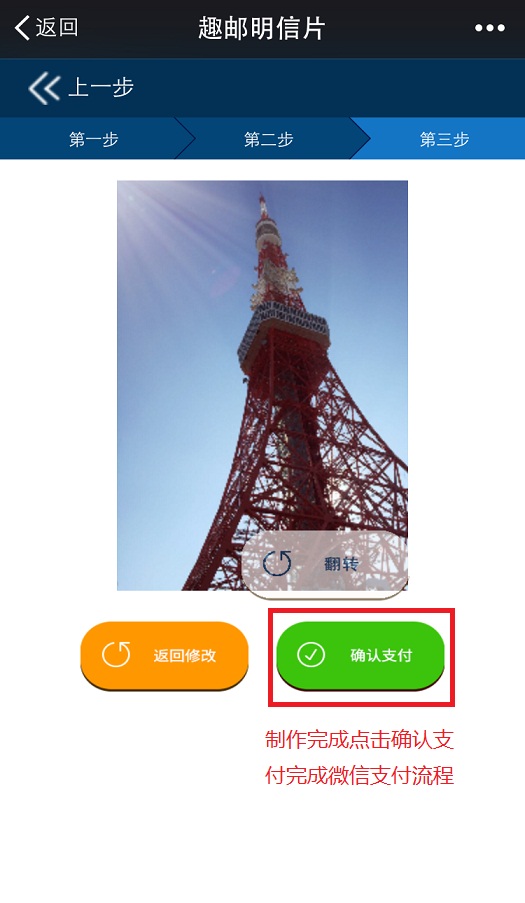 返回
趣邮明信片
上一步
第一步
第二步
第三步
翻转
返回修改
确认支付
制作完成点击确认支
付完成微信支付流程